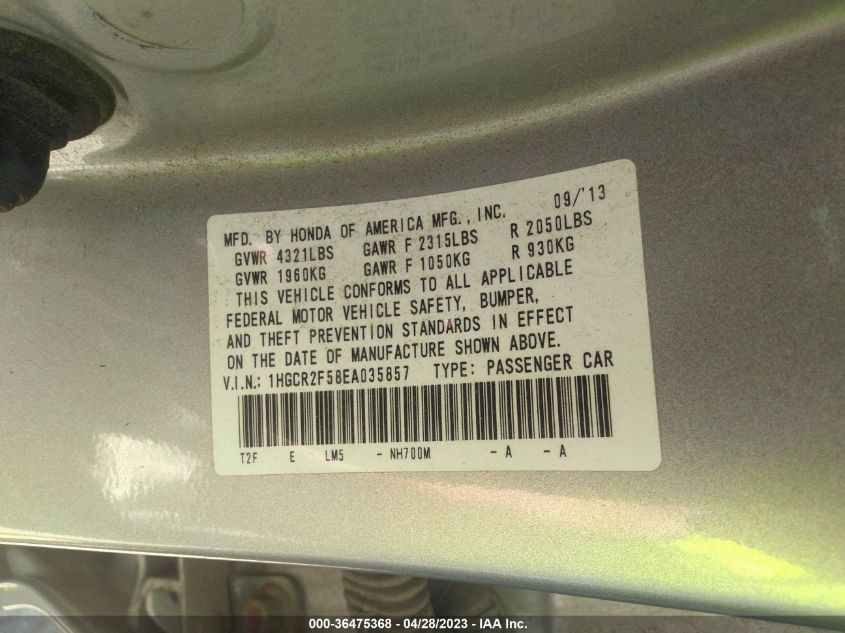 09/'13
MFD. BY HONDA OF AMERICA MFG., INC.
GVWR 4321LBS GAWR F 2315LBS R 2050LBS
GVWR 1960KG GAWR F 1050KG R 930KG
THIS VEHICLE CONFORMS TO ALL APPLICABLE
FEDERAL MOTOR VEHICLE SAFETY, BUMPER,
AND THEFT PREVENTION STANDARDS IN EFFECT
ON THE DATE OF MANUFACTURE SHOWN ABOVE.
V.I.N.: 1HGCR2F58EA035857 TYPE: PASSENGER CAR
T2F E LM5 - NH700M - A - A
000-36475368 | 04/28/2023 | IAA Inc.